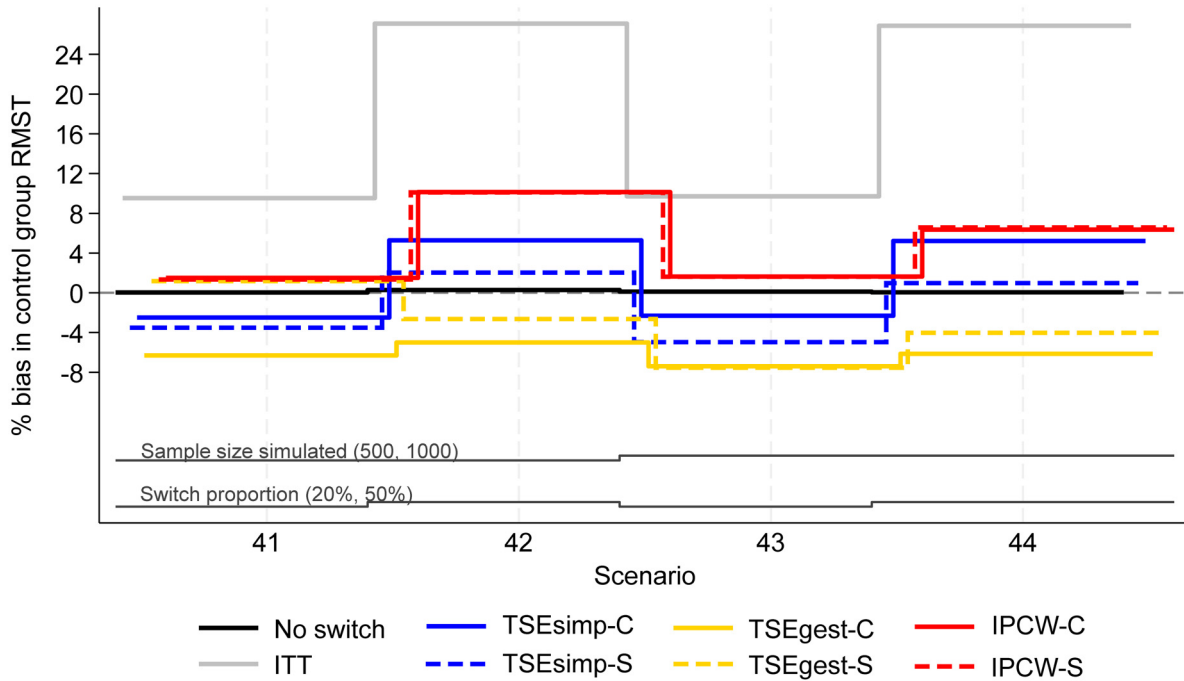 % bias in control group RMST
24
20
16
12
8
4
0
-4
-8
Sample size simulated (500, 1000)
Switch proportion (20%, 50%)
41 42 43 44
Scenario
No switch TSEsimp-C TSEgest-C IPCW-C
ITT TSEsimp-S TSEgest-S IPCW-S